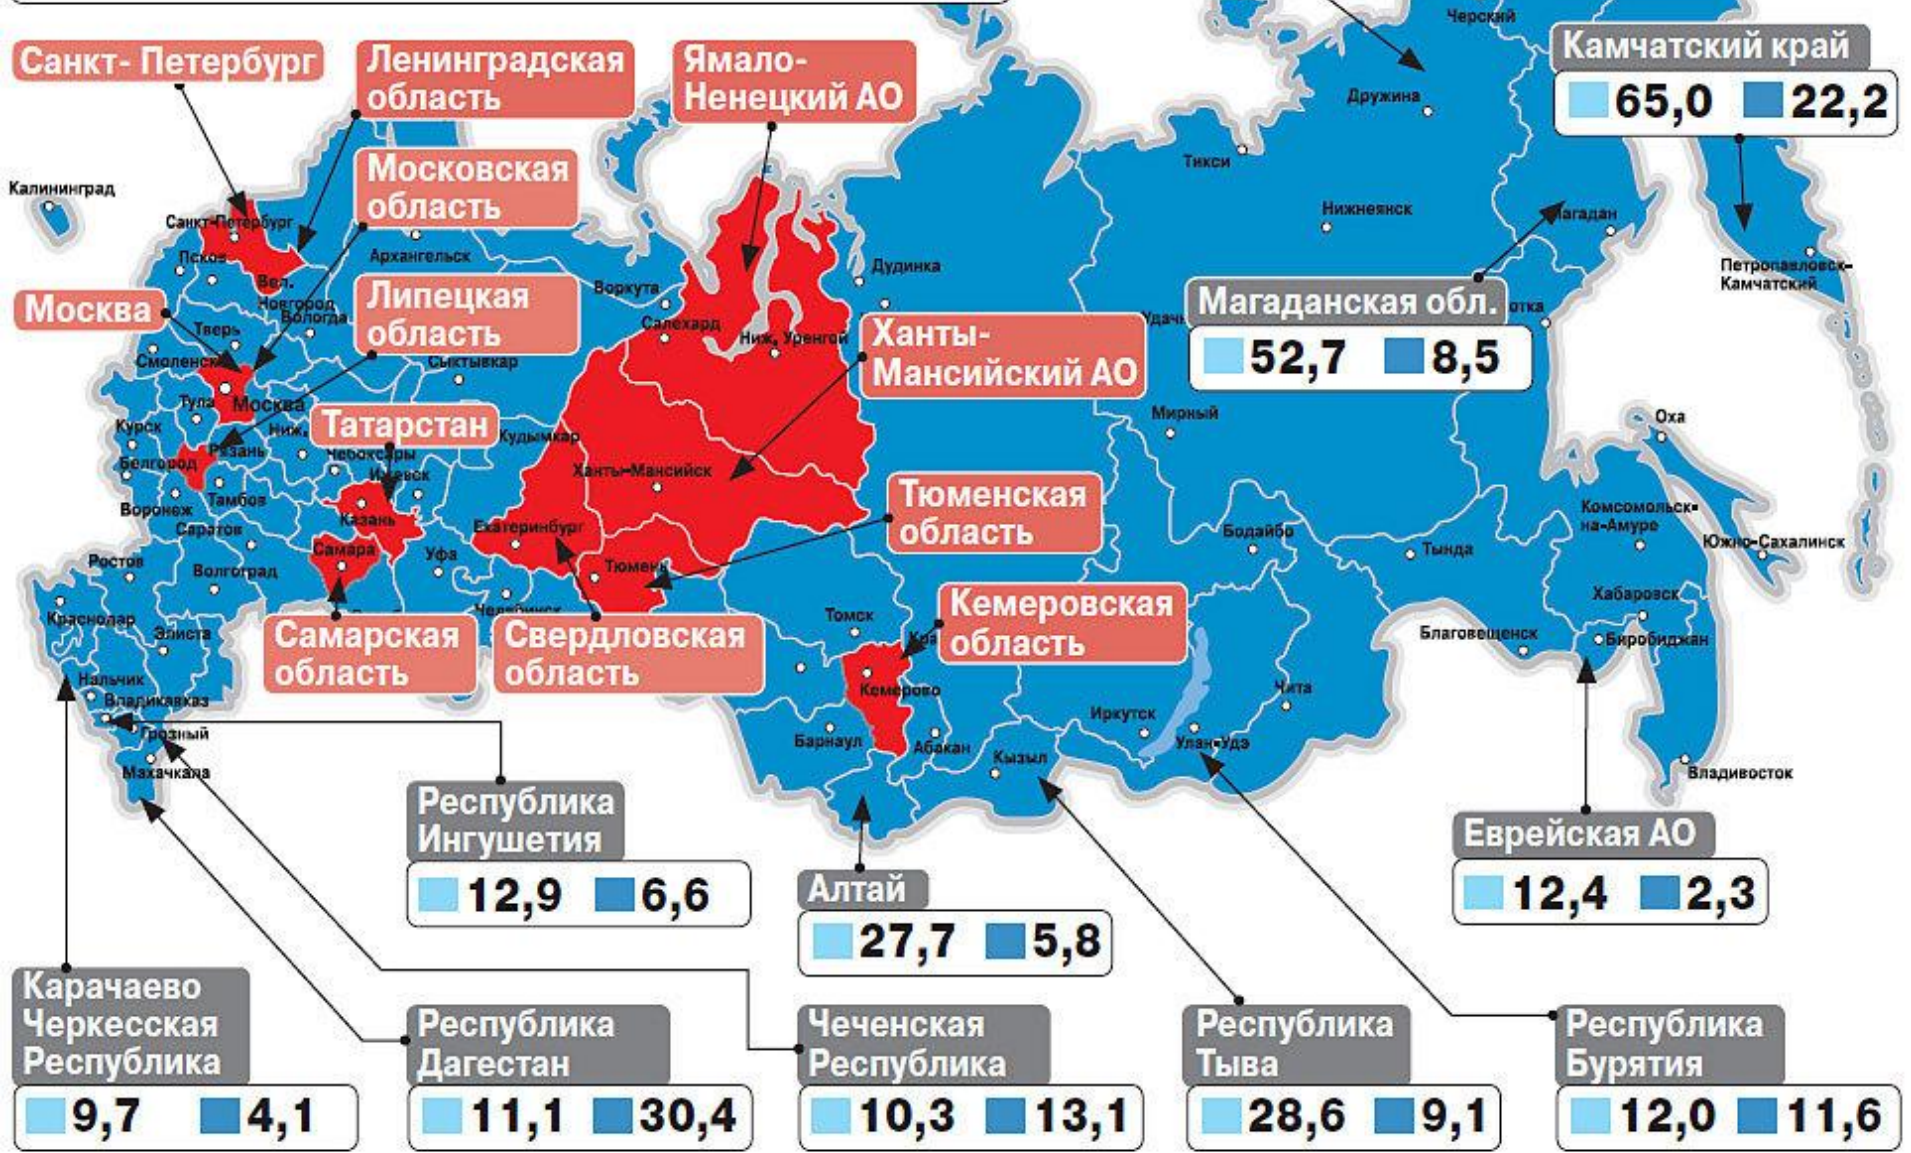 Черский
Санкт- Петербург
Ленинградская
область
Ямало-
Ненецкий АО
Камчатский край
65,0 22,2
Дружина
Тикси
Московская
область
Калининград
Санкт-Петербург
Псков
Архангельск
Нижнеянск
Магадан
Вел.
Новгород
Вологда
Воркута
Дудинка
Петропавловск-
Камчатский
Москва
Липецкая
область
Тверь
Салехард
Ниж. Уренгой
Ханты-
Мансийский АО
Магаданская обл.
52,7 8,5
Смоленск
Сыктывкар
Тула
Москва
Курск
Ниж.
Татарстан
Кудымкар
Мирный
Оха
Рязань
Чебоксары
Белгород
Ижевск
Ханты-Мансийск
Тамбов
Воронеж
Казань
Саратов
Екатеринбург
Тюменская
область
Комсомольск-
на-Амуре
Бодайбо
Тында
Южно-Сахалинск
Самара
Уфа
Ростов
Волгоград
Тюмень
Челябинск
Хабаровск
Краснодар
Элиста
Самарская
область
Свердловская
область
Томск
Кемеровская
область
Благовещенск
Биробиджан
Нальчик
Владикавказ
Кемерово
Чита
Иркутск
Грозный
Барнаул
Абакан
Кызыл
Улан-Удэ
Махачкала
Владивосток
Республика
Ингушетия
12,9 6,6
Алтай
27,7 5,8
Еврейская АО
12,4 2,3
Карачаево
Черкесская
Республика
9,7 4,1
Республика
Дагестан
11,1 30,4
Чеченская
Республика
10,3 13,1
Республика
Тыва
28,6 9,1
Республика
Бурятия
12,0 11,6